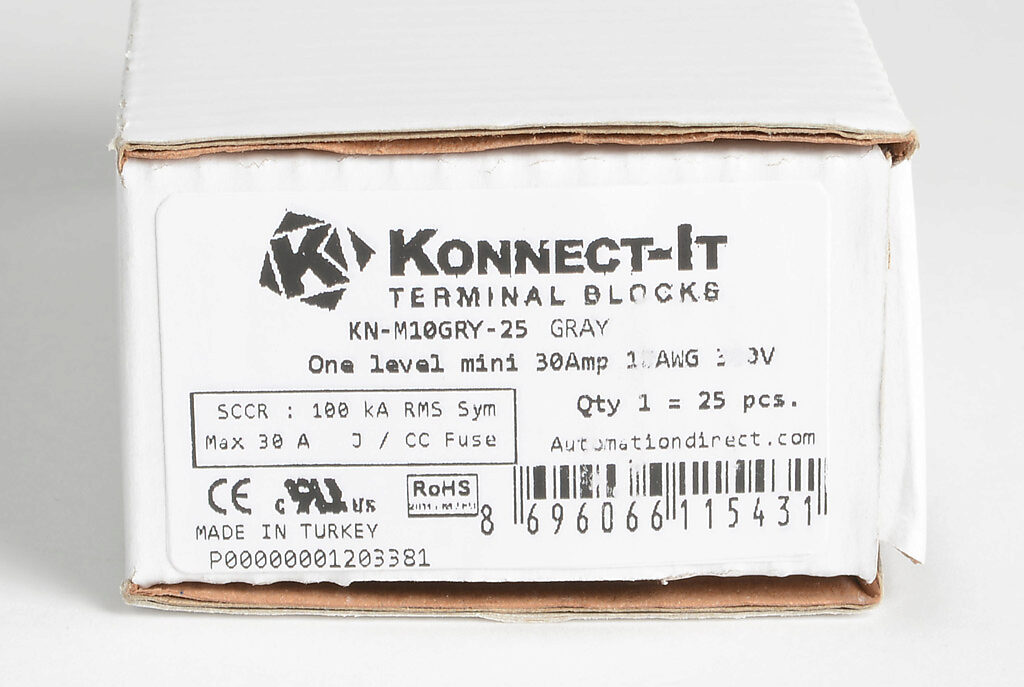 K KONNECT-IT
TERMINAL BLOCKS
KN-M10GRY-25 GRAY
One level mini 30Amp
Qty 1 = 25 pcs.
SCCR : 100 kA RMS Sym
Max 30 A J / CC Fuse
Automationdirect.com
CE c US
RoHS
8 696066 115431
MADE IN TURKEY
P00000001203381